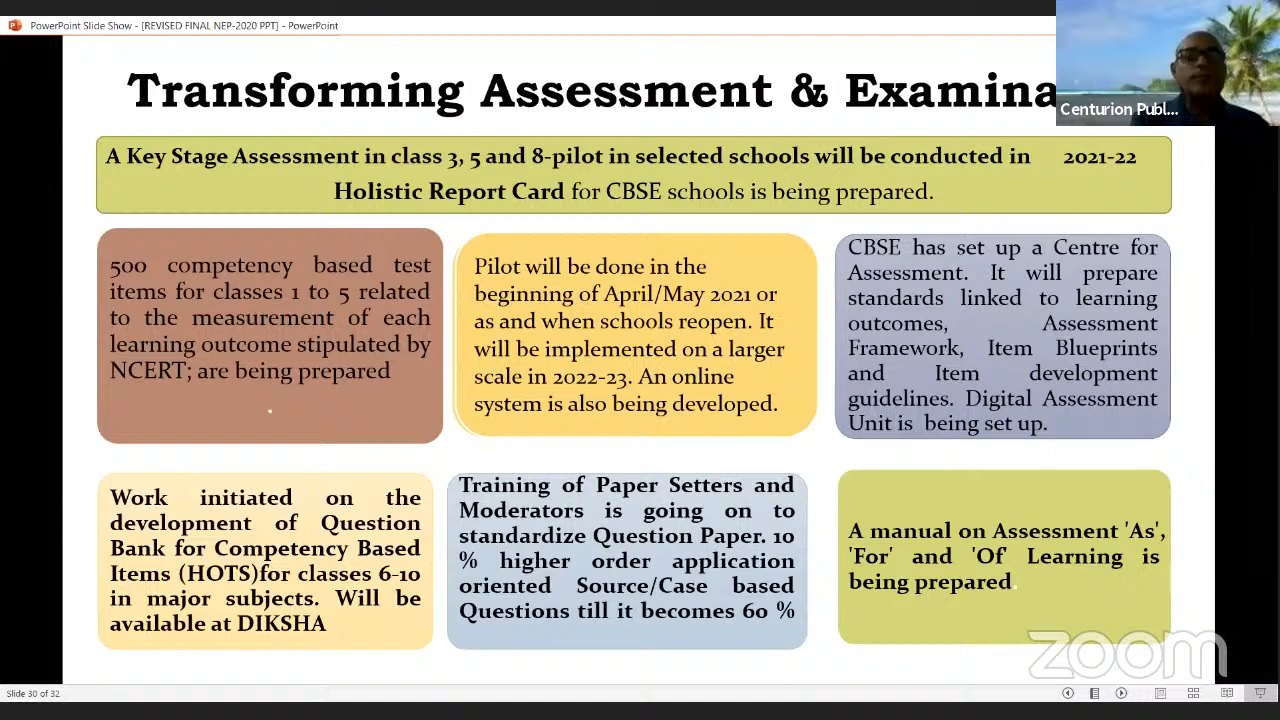 PowerPoint Slide Show - [REVISED FINAL NEP-2020 PPT] - PowerPoint
Transforming Assessment & Examina
Centurion Publ...
A Key Stage Assessment in class 3, 5 and 8-pilot in selected schools will be conducted in 2021-22
Holistic Report Card for CBSE schools is being prepared.
500 competency based test
items for classes 1 to 5 related
to the measurement of each
learning outcome stipulated by
NCERT; are being prepared
.
Pilot will be done in the
beginning of April/May 2021 or
as and when schools reopen. It
will be implemented on a larger
scale in 2022-23. An online
system is also being developed.
CBSE has set up a Centre for
Assessment. It will prepare
standards linked to learning
outcomes, Assessment
Framework, Item Blueprints
and Item development
guidelines. Digital Assessment
Unit is being set up.
Work initiated on the
development of Question
Bank for Competency Based
Items (HOTS)for classes 6-10
in major subjects. Will be
available at DIKSHA
Training of Paper Setters and
Moderators is going on to
standardize Question Paper. 10
% higher order application
oriented Source/Case based
Questions till it becomes 60 %
A manual on Assessment 'As',
'For' and 'Of' Learning is
being prepared.
zoom
Slide 30 of 32